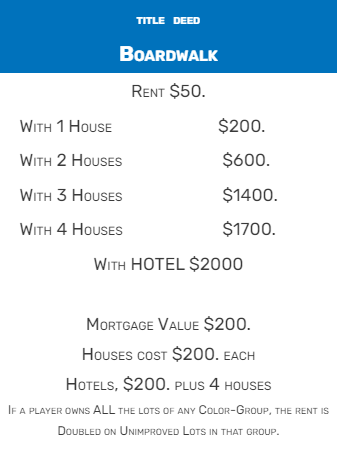 TITLE DEED
BOARDWALK
RENT $50.
WITH 1 HOUSE $200.
WITH 2 HOUSES $600.
WITH 3 HOUSES $1400.
WITH 4 HOUSES $1700.
WITH HOTEL $2000
MORTGAGE VALUE $200.
HOUSES COST $200. EACH
HOTELS, $200. PLUS 4 HOUSES
IF A PLAYER OWNS ALL THE LOTS OF ANY COLOR-GROUP, THE RENT IS
DOUBLED ON UNIMPROVED LOTS IN THAT GROUP.